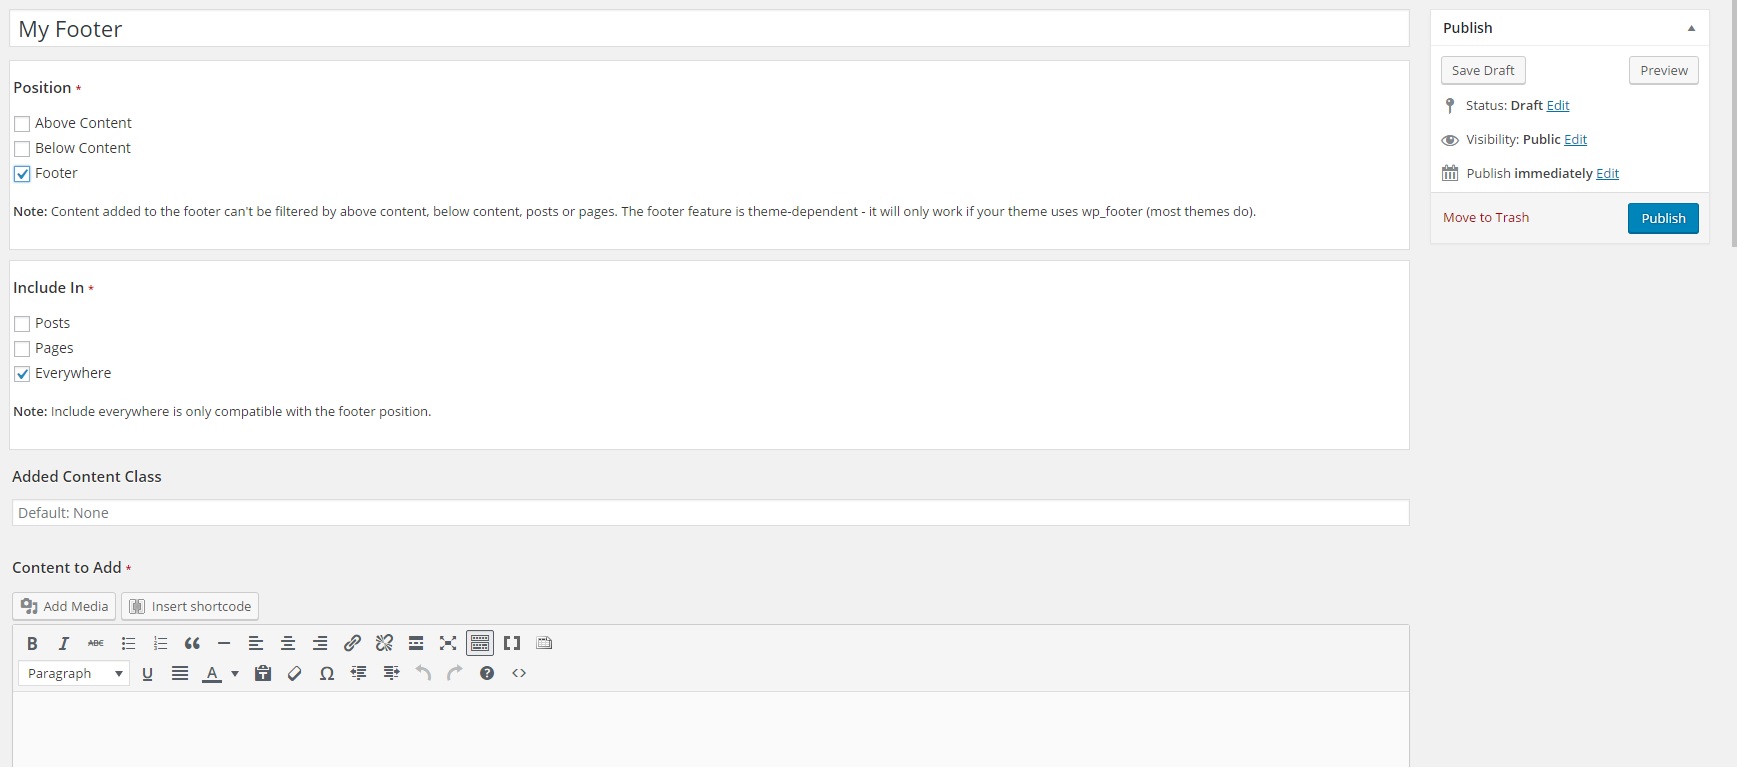 My Footer
Position *
Above Content
Below Content
Footer
Note: Content added to the footer can't be filtered by above content, below content, posts or pages. The footer feature is theme-dependent - it will only work if your theme uses wp_footer (most themes do).
Include In *
Posts
Pages
Everywhere
Note: Include everywhere is only compatible with the footer position.
Added Content Class
Default: None
Content to Add *
Add Media Insert shortcode
B I ABC
Paragraph U A Ω ? <>
Publish
Save Draft Preview
Status: Draft Edit
Visibility: Public Edit
Publish immediately Edit
Move to Trash Publish